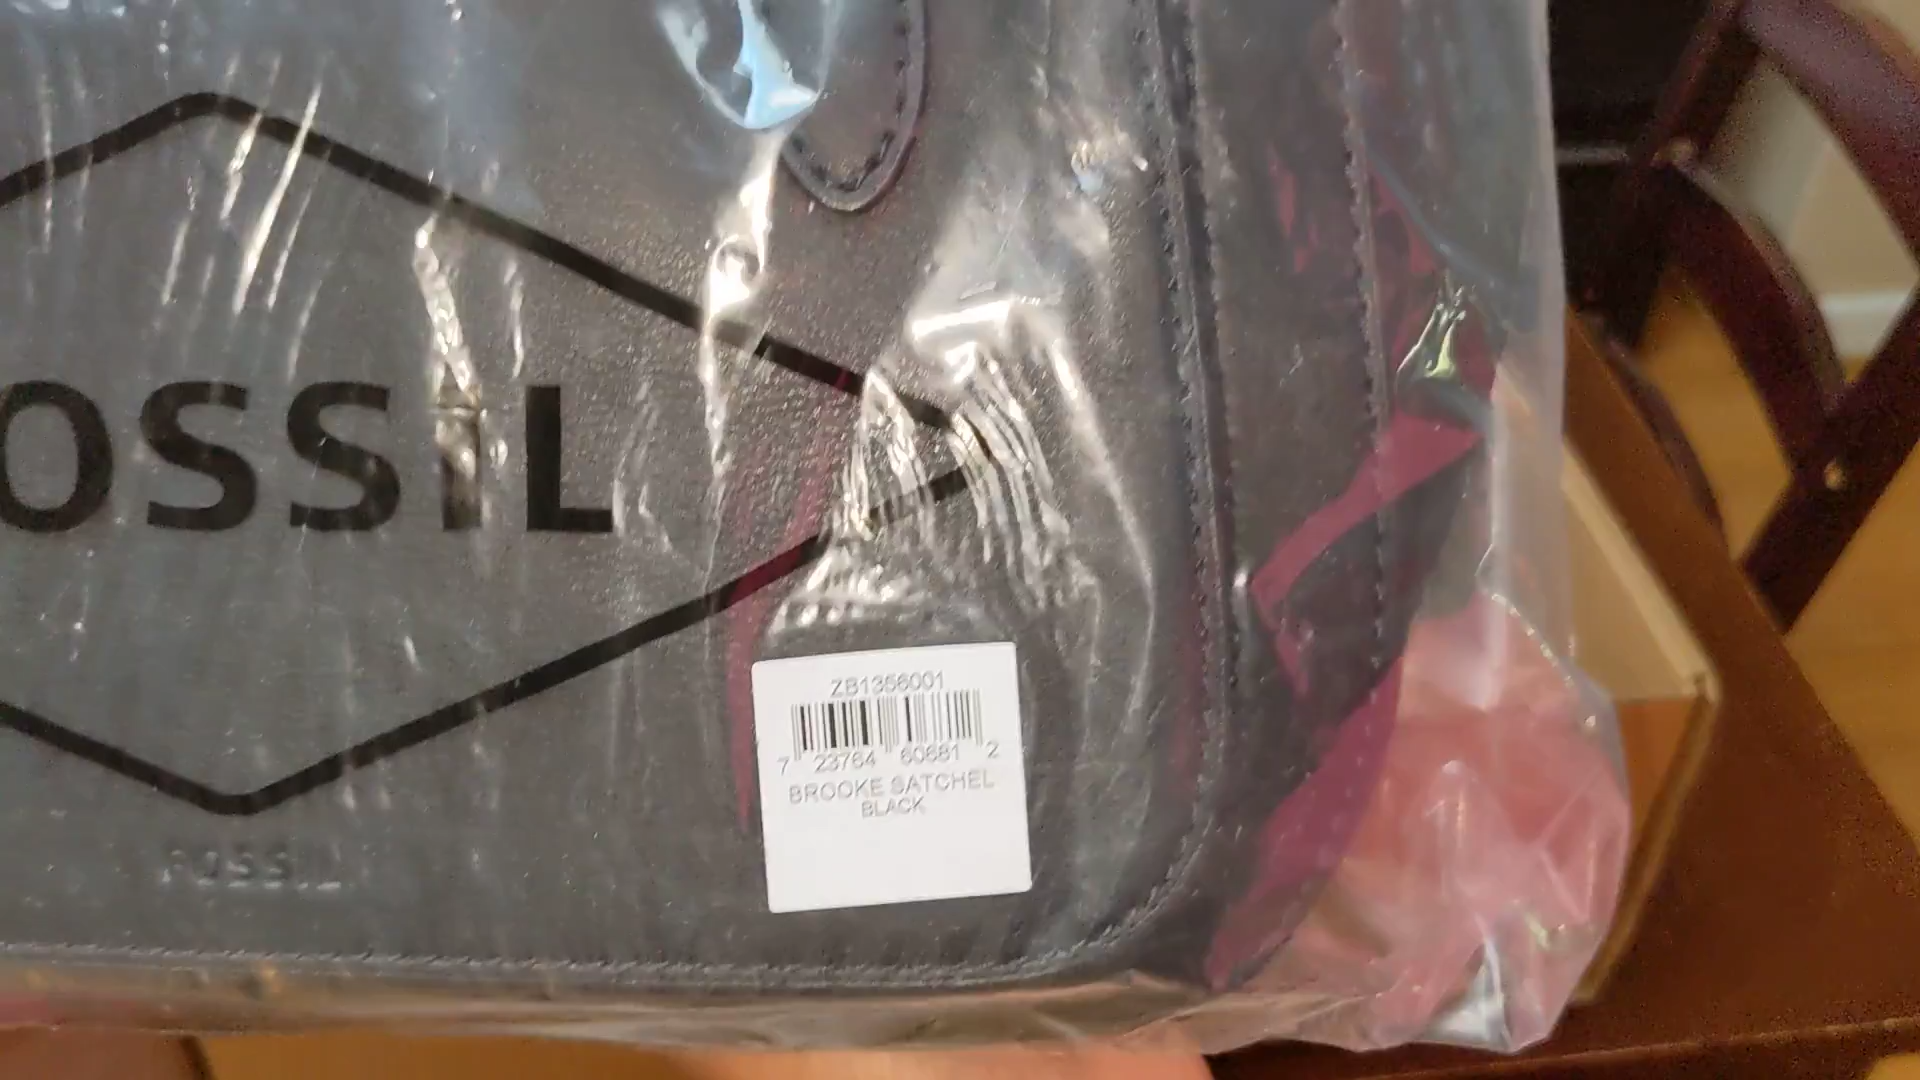 OSSIL
ZB1356001
7 23764 60681 2
BROOKE SATCHEL
BLACK
FOSSIL